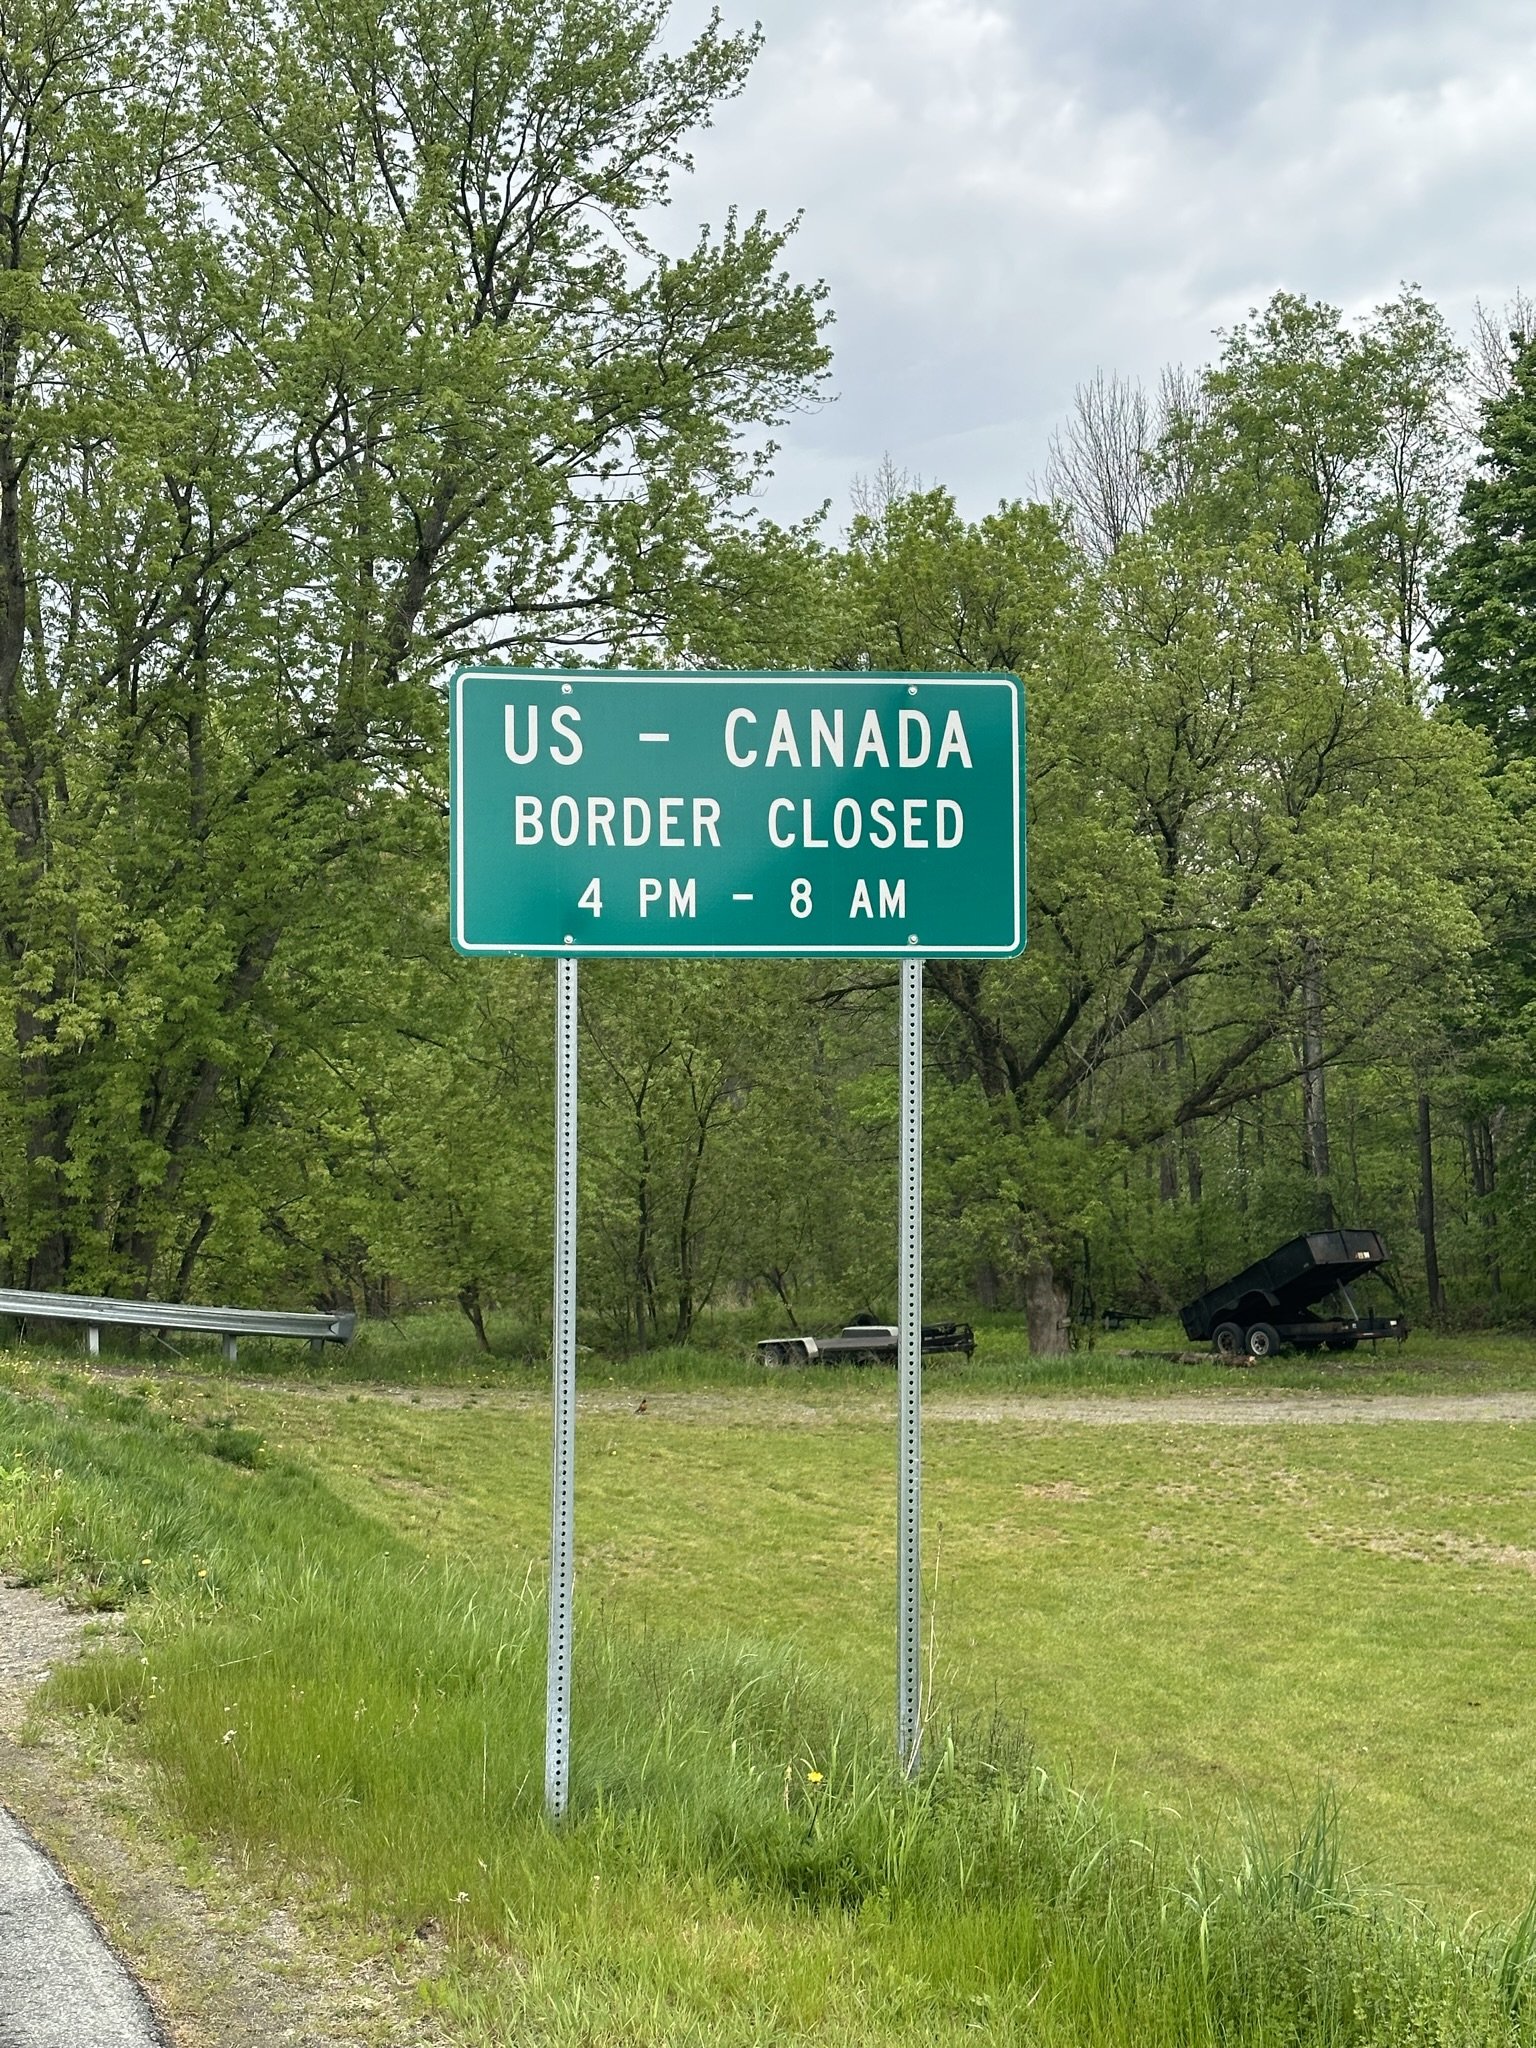 US - CANADA
BORDER CLOSED
4 PM - 8 AM